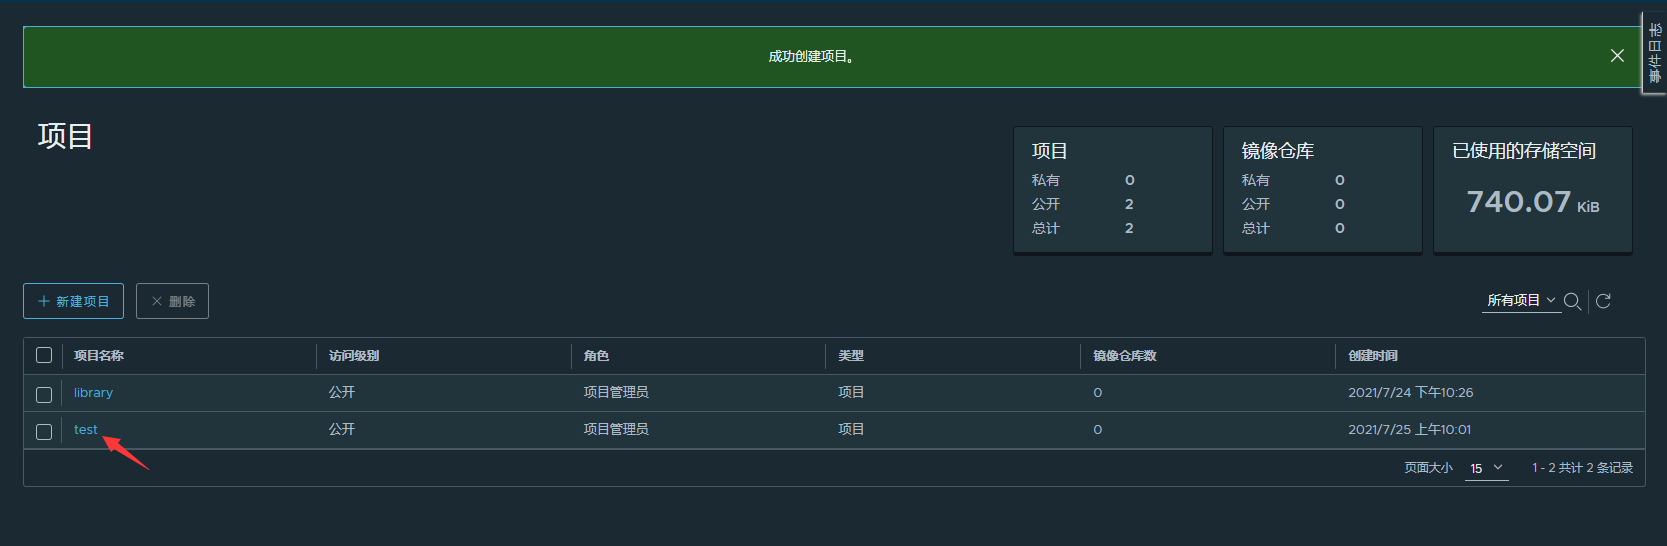 成功创建项目。
事件日志
项目
项目
私有 0
公开 2
总计 2
镜像仓库
私有 0
公开 0
总计 0
已使用的存储空间
740.07 KiB
新建项目
删除
所有项目
项目名称 访问级别 角色 类型 镜像仓库数 创建时间
library 公开 项目管理员 项目 0 2021/7/24 下午10:26
test 公开 项目管理员 项目 0 2021/7/25 上午10:01
页面大小 15 1 - 2 共计 2 条记录